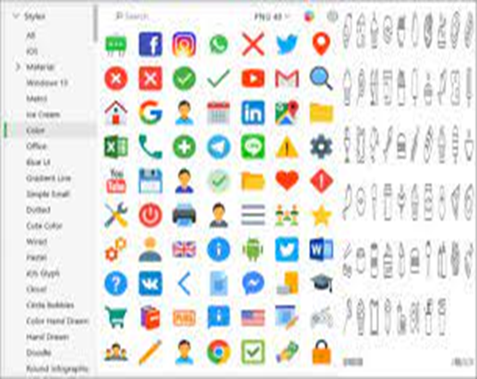 Styles
Search...
PNG 48
All
iOS
Material
Windows 10
Metro
Ice Cream
Color
Office
Blue UI
Gradient Line
Simple Small
Dotted
Cute Color
Wired
Pastel
iOS Glyph
Cloud
Circle Bubbles
Color Hand Drawn
Hand Drawn
Doodle
Round Infographic
You
Tube